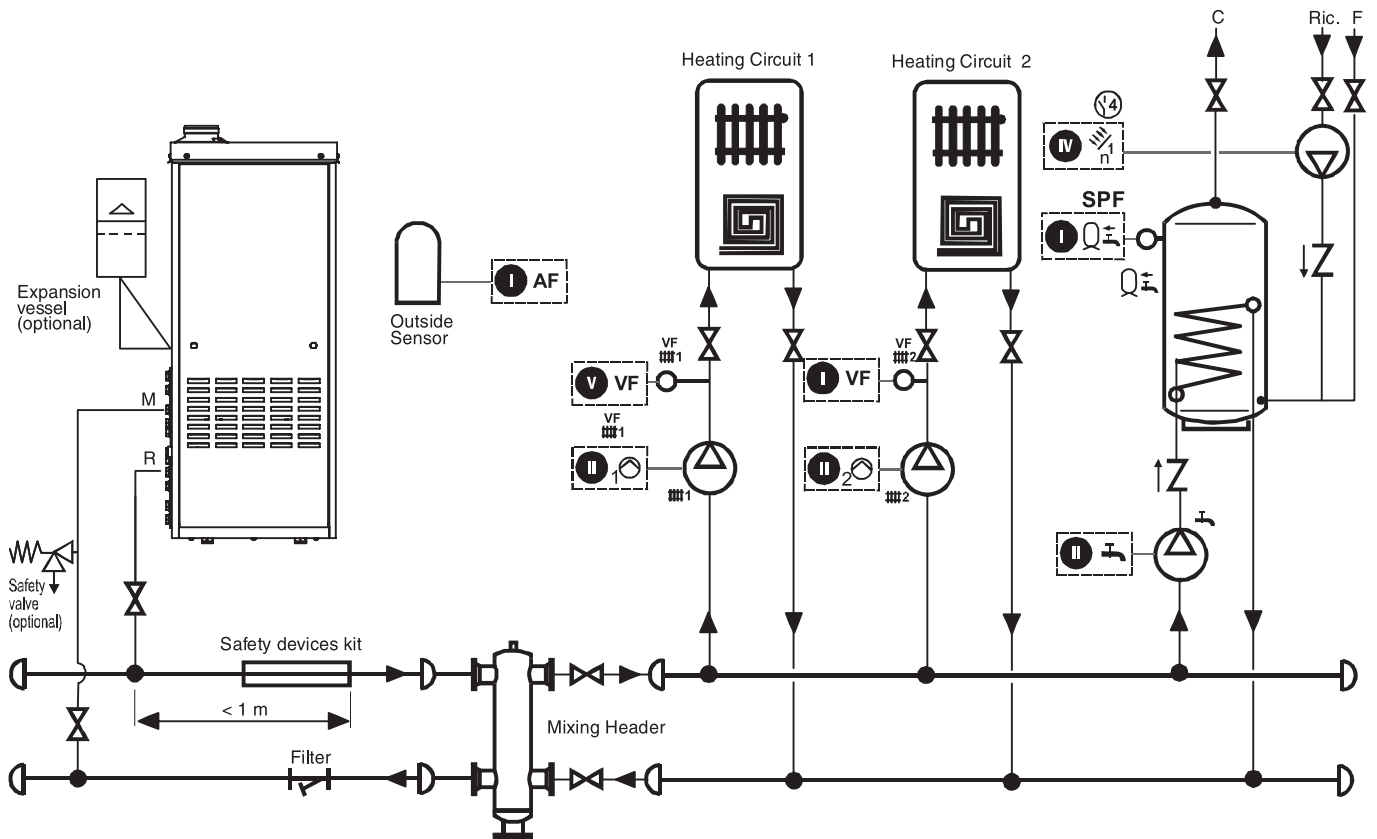 C
Ric. F
Heating Circuit 1
Heating Circuit 2
4
IV
1
n
SPF
I
Expansion
vessel
(optional)
I AF
Outside
Sensor
VF
1
V VF
VF
1
II 1
1
VF
2
I VF
II 2
2
M
R
II
Safety
valve
(optional)
Safety devices kit
< 1 m
Mixing Header
Filter